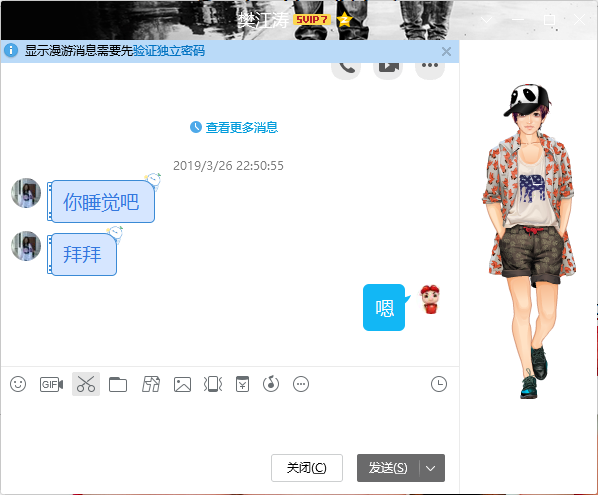 樊江涛 SVIP7
显示漫游消息需要先验证独立密码
查看更多消息
2019/3/26 22:50:55
你睡觉吧
拜拜
嗯
GIF
关闭(C)
发送(S)